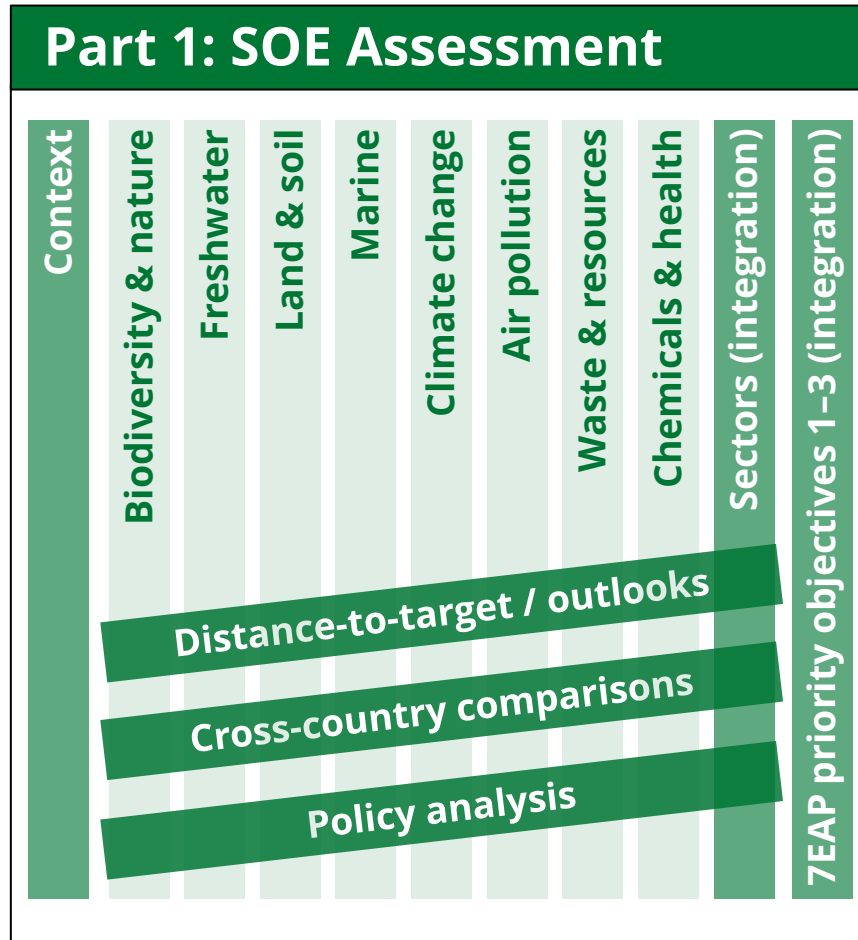 Part 1: SOE Assessment
Context
Biodiversity & nature
Freshwater
Land & soil
Marine
Climate change
Air pollution
Waste & resources
Chemicals & health
Sectors (integration)
7EAP priority objectives 1–3 (integration)
Distance-to-target / outlooks
Cross-country comparisons
Policy analysis